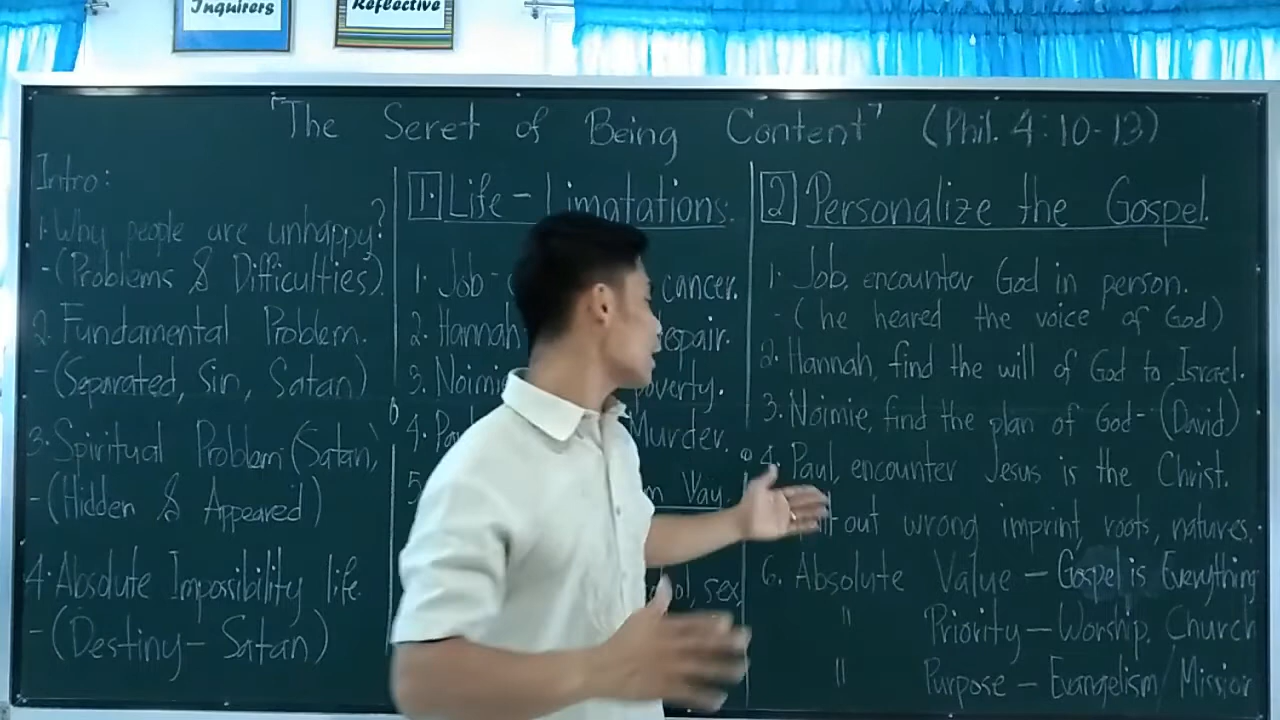 Inquirers
Reflective
"The Seret of Being Content" (Phil. 4:10-13)
Intro:
1. Why people are unhappy?
-(Problems & Difficulties)
2. Fundamental Problem.
-(Separated, Sin, Satan)
3. Spiritual Problem (Satan)
-(Hidden & Appeared)
4. Absolute Impossibility life.
-(Destiny- Satan)
1. Life - Limatations.
1. Job - cancer.
2. Hannah
3. Noimie poverty.
4. Murder.
5
sex
2 Personalize the Gospel.
1. Job, encounter God in person.
- (he heared the voice of God)
2. Hannah, find the will of God to Israel.
3. Noimie, find the plan of God- (David)
4. Paul, encounter Jesus is the Christ.
out wrong imprint, roots, natures.
6. Absolute Value - Gospel is Everything
" Priority - Worship, Church
" Purpose - Evangelism/Mission